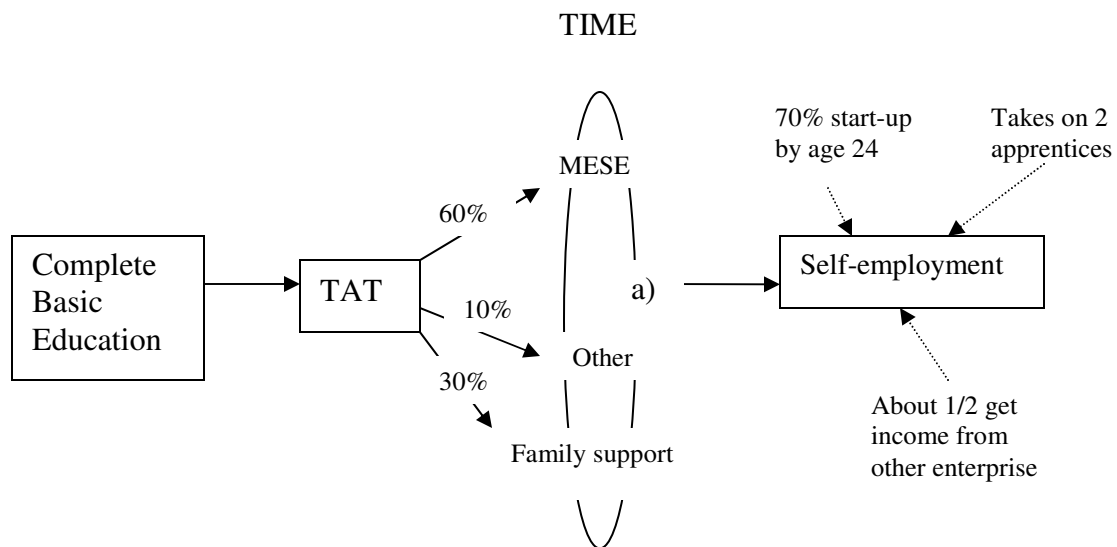 TIME
70% start-up
by age 24
Takes on 2
apprentices
MESE
60%
Complete
Basic
Education
TAT
a)
Self-employment
10%
Other
30%
Family support
About 1/2 get
income from
other enterprise